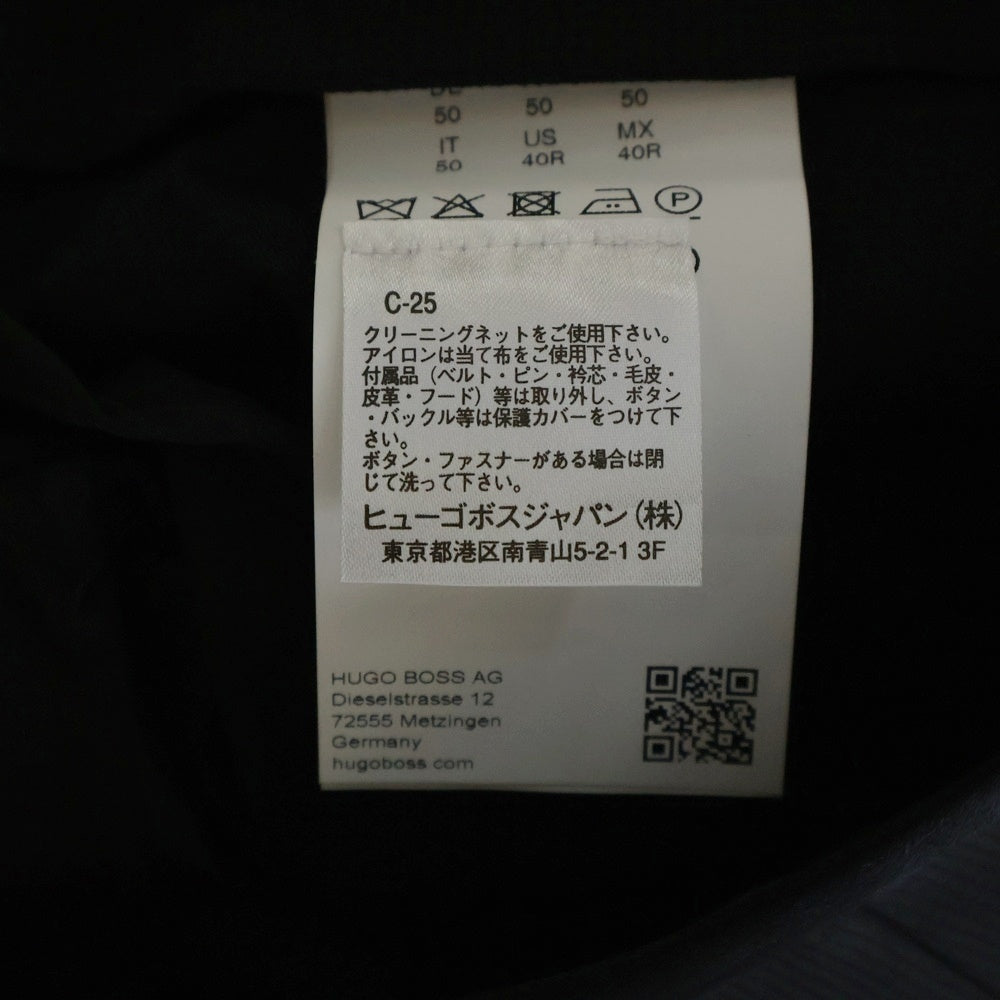 50 50 50
IT US MX
50 40R 40R
P
C-25
クリーニングネットをご使用下さい。
アイロンは当て布をご使用下さい。
付属品（ベルト・ピン・衿芯・毛皮・
皮革・フード）等は取り外し、ボタン
・バックル等は保護カバーをつけて下
さい。
ボタン・ファスナーがある場合は閉
じて洗って下さい。
ヒューゴボスジャパン（株）
東京都港区南青山5-2-1 3F
HUGO BOSS AG
Dieselstrasse 12
72555 Metzingen
Germany
hugoboss com